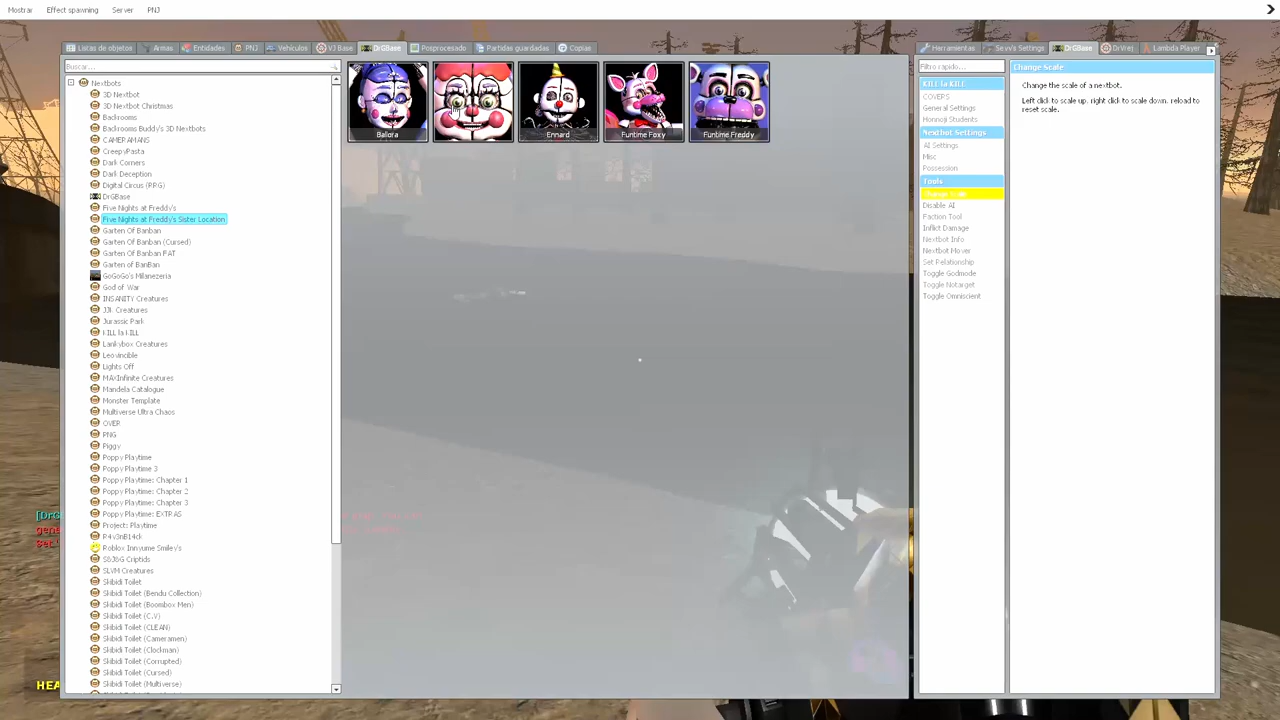 Mostrar Effect spawning Server PNJ
Listas de objetos Armas Entidades PNJ Vehículos VJ Base DrGBase Posprocesado Partidas guardadas Copias
Herramientas DrGBase Lambda Player
Buscar...
Nextbots
3D Nextbot
3D Nextbot Christmas
Backrooms
Backrooms Buddy's 3D Nextbots
CAMERAMANS
CreepyPasta
Dark Corners
Dark Deception
Digital Circus (P.R.G)
DrGBase
Five Nights at Freddy's
Five Nights at Freddy's Sister Location
Garten Of Banban
Garten Of Banban (Cursed)
Garten Of Banban FAT
Garten of BanBan
GoGoGo's Milanezeria
God of War
INSANITY Creatures
JJK Creatures
Jurassic Park
KILL la KILL
Lankybox Creatures
Leovincible
Lights Off
MAXInfinite Creatures
Mandela Catalogue
Monster Template
Multiverse Ultra Chaos
OVER
PNG
Piggy
Poppy Playtime
Poppy Playtime 3
Poppy Playtime: Chapter 1
Poppy Playtime: Chapter 2
Poppy Playtime: Chapter 3
Poppy Playtime: EXTRAS
Project: Playtime
R4v3nBl4ck
Roblox Innyume Smiley's
S&J&G Criptids
SLVM Creatures
Skibidi Toilet
Skibidi Toilet (Bendu Collection)
Skibidi Toilet (Boombox Men)
Skibidi Toilet (C.V)
Skibidi Toilet (CLEAN)
Skibidi Toilet (Cameramen)
Skibidi Toilet (Clockman)
Skibidi Toilet (Corrupted)
Skibidi Toilet (Cursed)
Skibidi Toilet (Multiverse)
Ballora
Ennard
Funtime Foxy
Funtime Freddy
Filtro rápido...
KILL la KILL
COVERS
General Settings
Honnoji Students
Nextbot Settings
AI Settings
Misc
Possession
Tools
Disable AI
Faction Tool
Inflict Damage
Nextbot Info
Nextbot Mover
Set Relationship
Toggle Godmode
Toggle Notarget
Toggle Omniscient
Change Scale
Change the scale of a nextbot.
Left click to scale up, right click to scale down, reload to
reset scale.